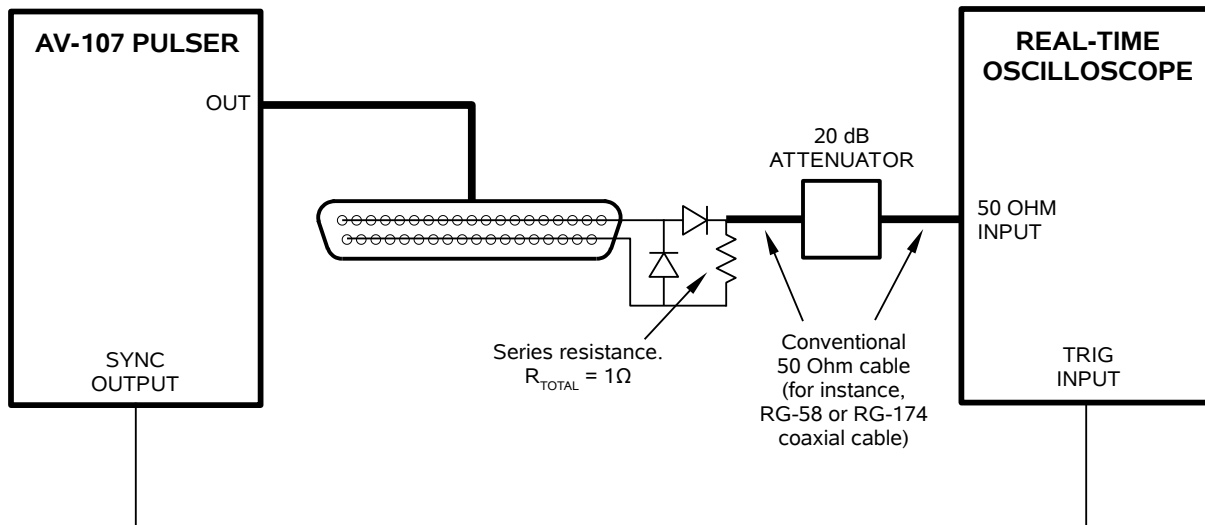 AV-107 PULSER
OUT
SYNC
OUTPUT
Series resistance.
R_TOTAL = 1Ω
20 dB
ATTENUATOR
Conventional
50 Ohm cable
(for instance,
RG-58 or RG-174
coaxial cable)
REAL-TIME
OSCILLOSCOPE
50 OHM
INPUT
TRIG
INPUT